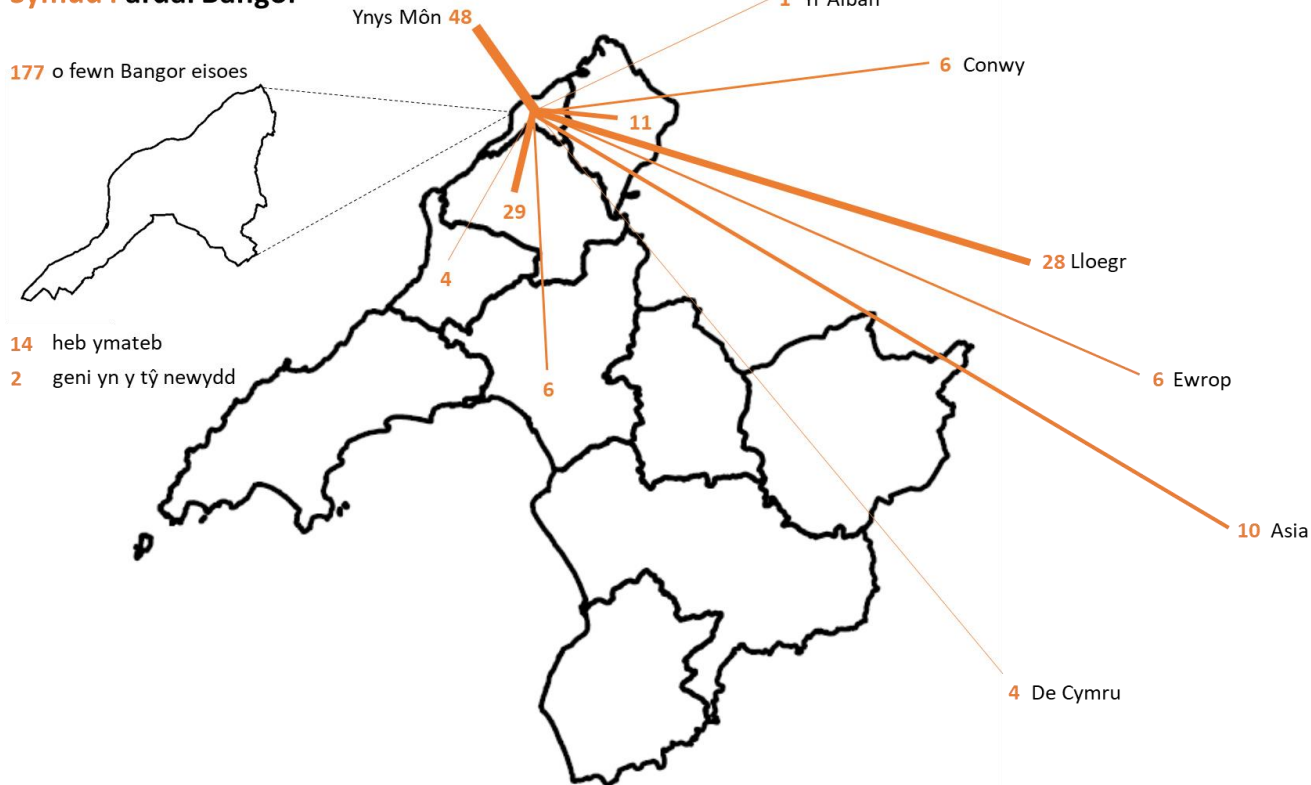 Symud i ardal Bangor
1 Yr Alban
Ynys Môn 48
6 Conwy
177 o fewn Bangor eisoes
11
29
28 Lloegr
4
14 heb ymateb
2 geni yn y tŷ newydd
6
6 Ewrop
10 Asia
4 De Cymru